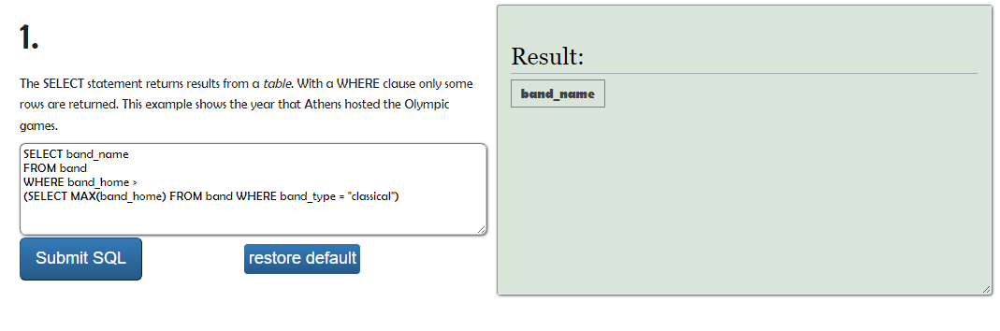 1.
The SELECT statement returns results from a table. With a WHERE clause only some
rows are returned. This example shows the year that Athens hosted the Olympic
games.
SELECT band_name
FROM band
WHERE band_home >
(SELECT MAX(band_home) FROM band WHERE band_type = "classical")
Submit SQL
restore default
Result:
band_name